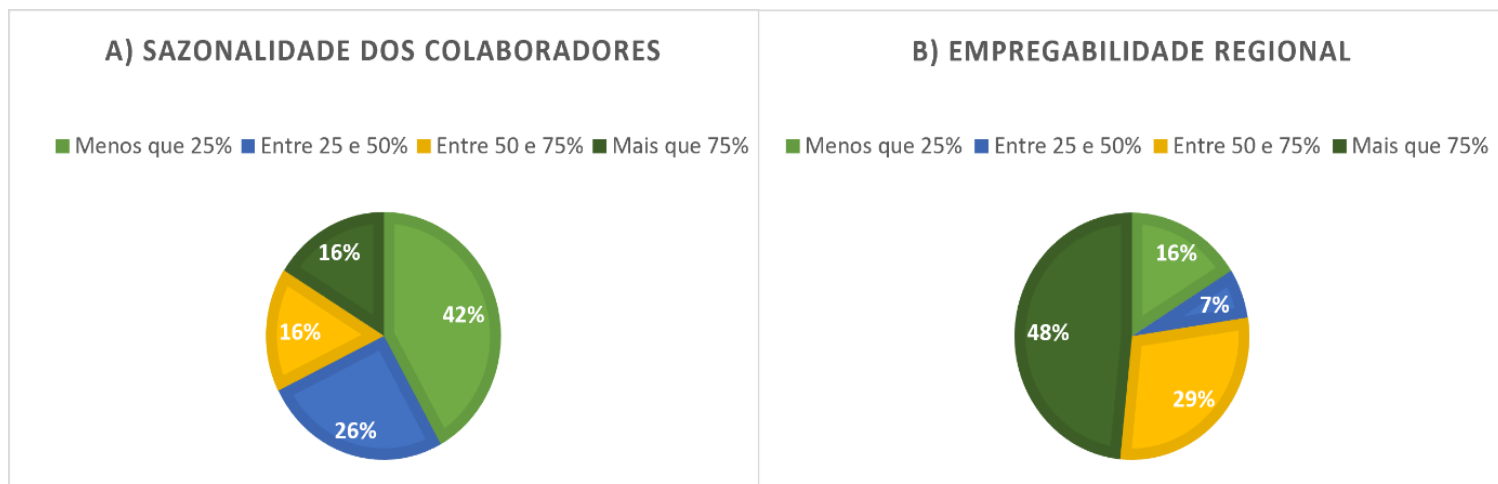 A) SAZONALIDADE DOS COLABORADORES
Menos que 25% Entre 25 e 50% Entre 50 e 75% Mais que 75%
16%
42%
16%
26%
B) EMPREGABILIDADE REGIONAL
Menos que 25% Entre 25 e 50% Entre 50 e 75% Mais que 75%
16%
7%
48%
29%